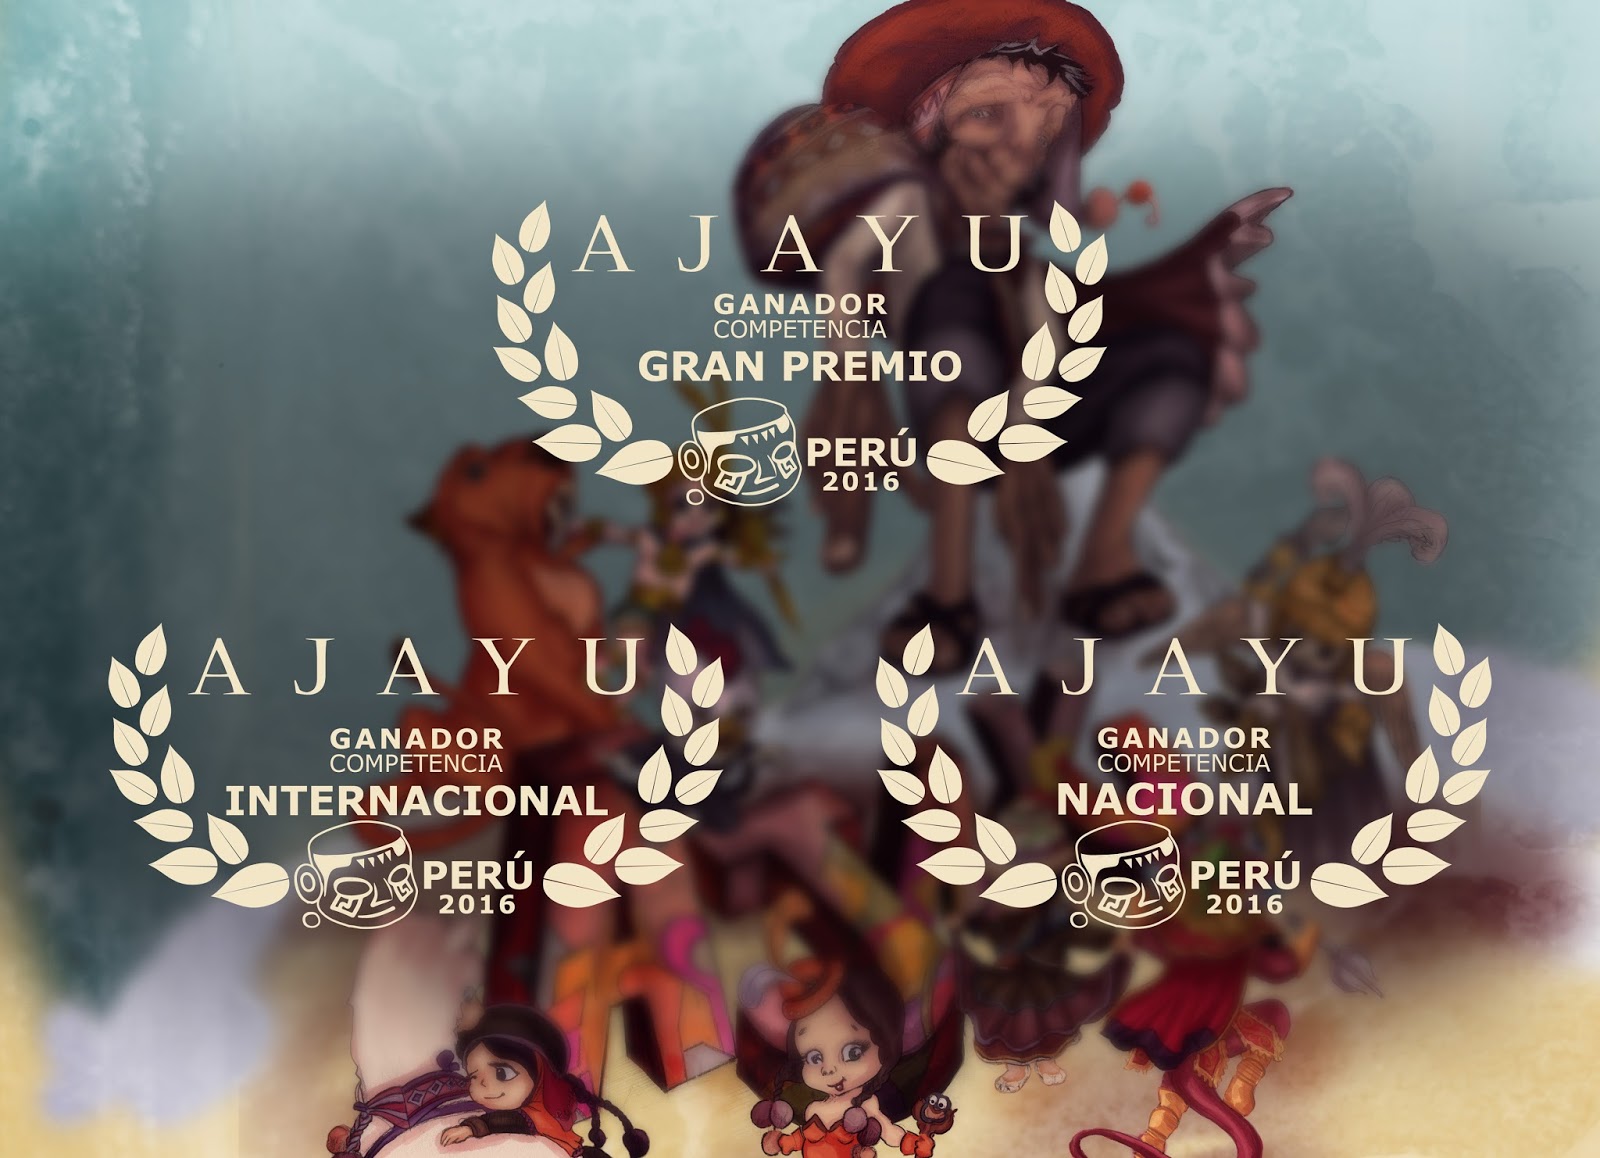 AJAYU
GANADOR
COMPETENCIA
GRAN PREMIO
PERÚ
2016
AJAYU
GANADOR
COMPETENCIA
INTERNACIONAL
PERÚ
2016
AJAYU
GANADOR
COMPETENCIA
NACIONAL
PERÚ
2016